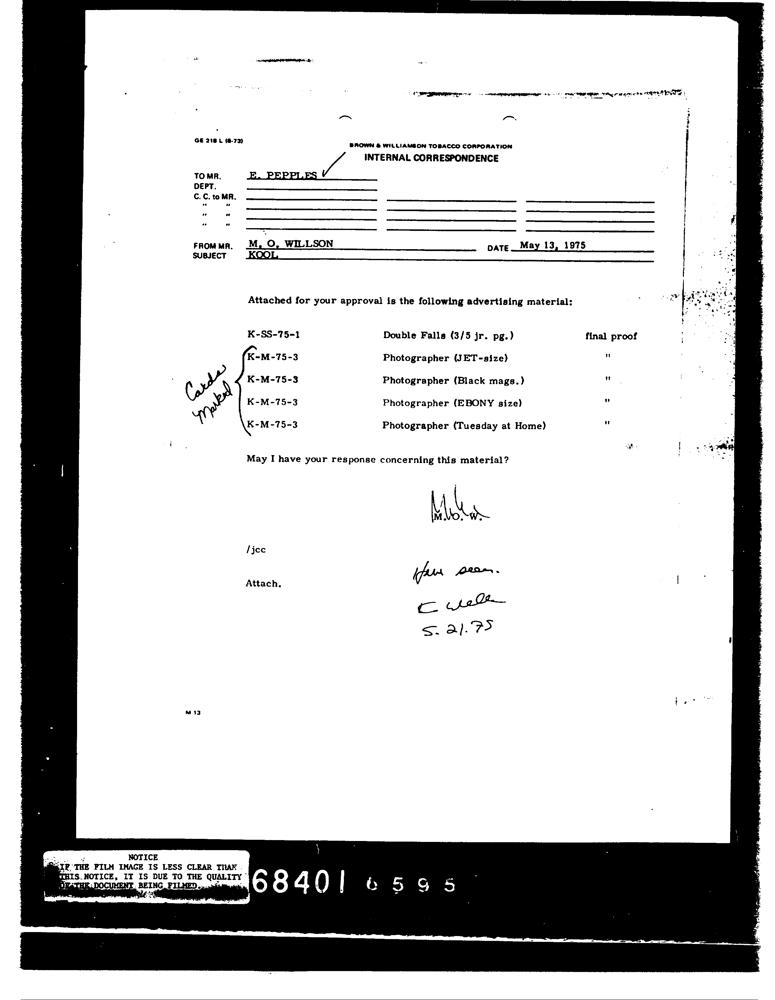 GE 218 L (8-73)
BROWN & WILLIAMSON TOBACCO CORPORATION
INTERNAL CORRESPONDENCE
TO MR. E. PEPPLES
DEPT.
C. C. to MR.
" "
" "
" "
FROM MR. M. O. WILLSON DATE May 13, 1975
SUBJECT KOOL
Attached for your approval is the following advertising material:
K-SS-75-1 Double Falls (3/5 jr. pg.) final proof
K-M-75-3 Photographer (JET-size) "
K-M-75-3 Photographer (Black mags.) "
K-M-75-3 Photographer (EBONY size) "
K-M-75-3 Photographer (Tuesday at Home) "
Cards
Marked
May I have your response concerning this material?
M.O.W.
/jcc
Have seen.
Attach.
5.21.75
M 13
NOTICE
IF THE FILM IMAGE IS LESS CLEAR THAN
THIS NOTICE, IT IS DUE TO THE QUALITY
OF THE DOCUMENT BEING FILMED.
68401 6595